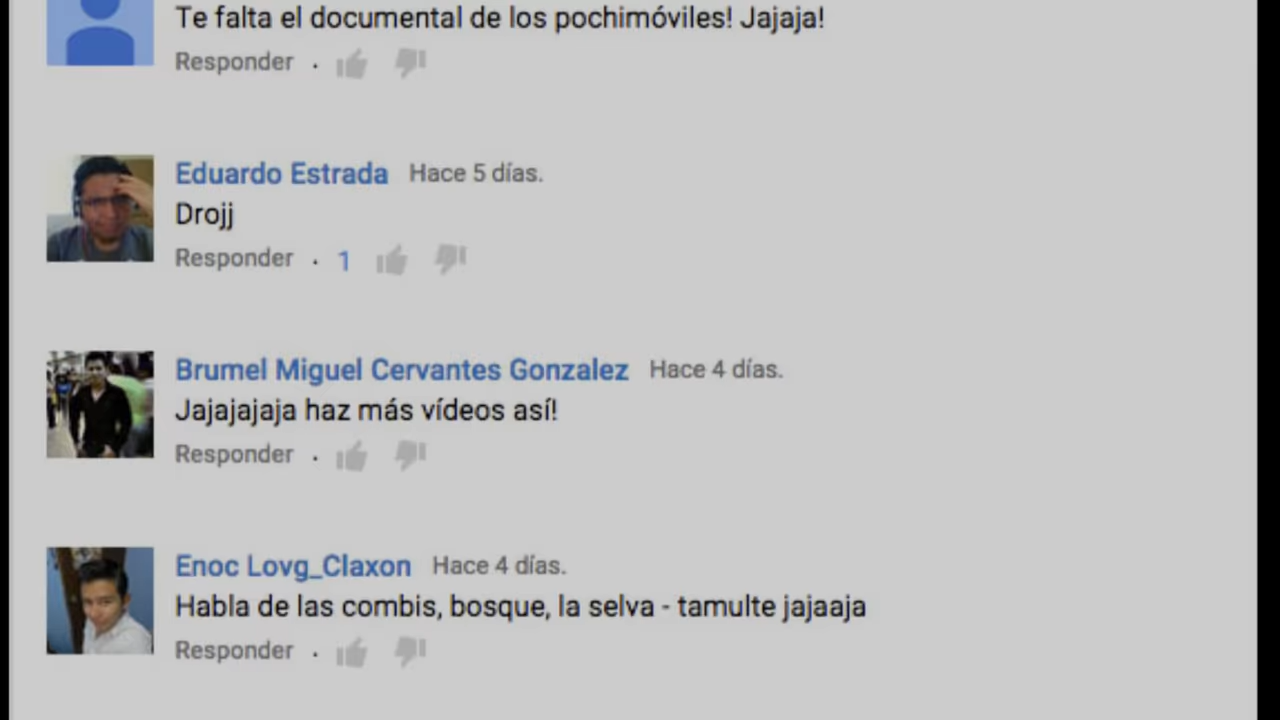 Te falta el documental de los pochimóviles! Jajaja!
Responder .
Eduardo Estrada Hace 5 días.
Drojj
Responder . 1
Brumel Miguel Cervantes Gonzalez Hace 4 días.
Jajajajaja haz más vídeos así!
Responder .
Enoc Lovg_Claxon Hace 4 días.
Habla de las combis, bosque, la selva - tamulte jajaaja
Responder .